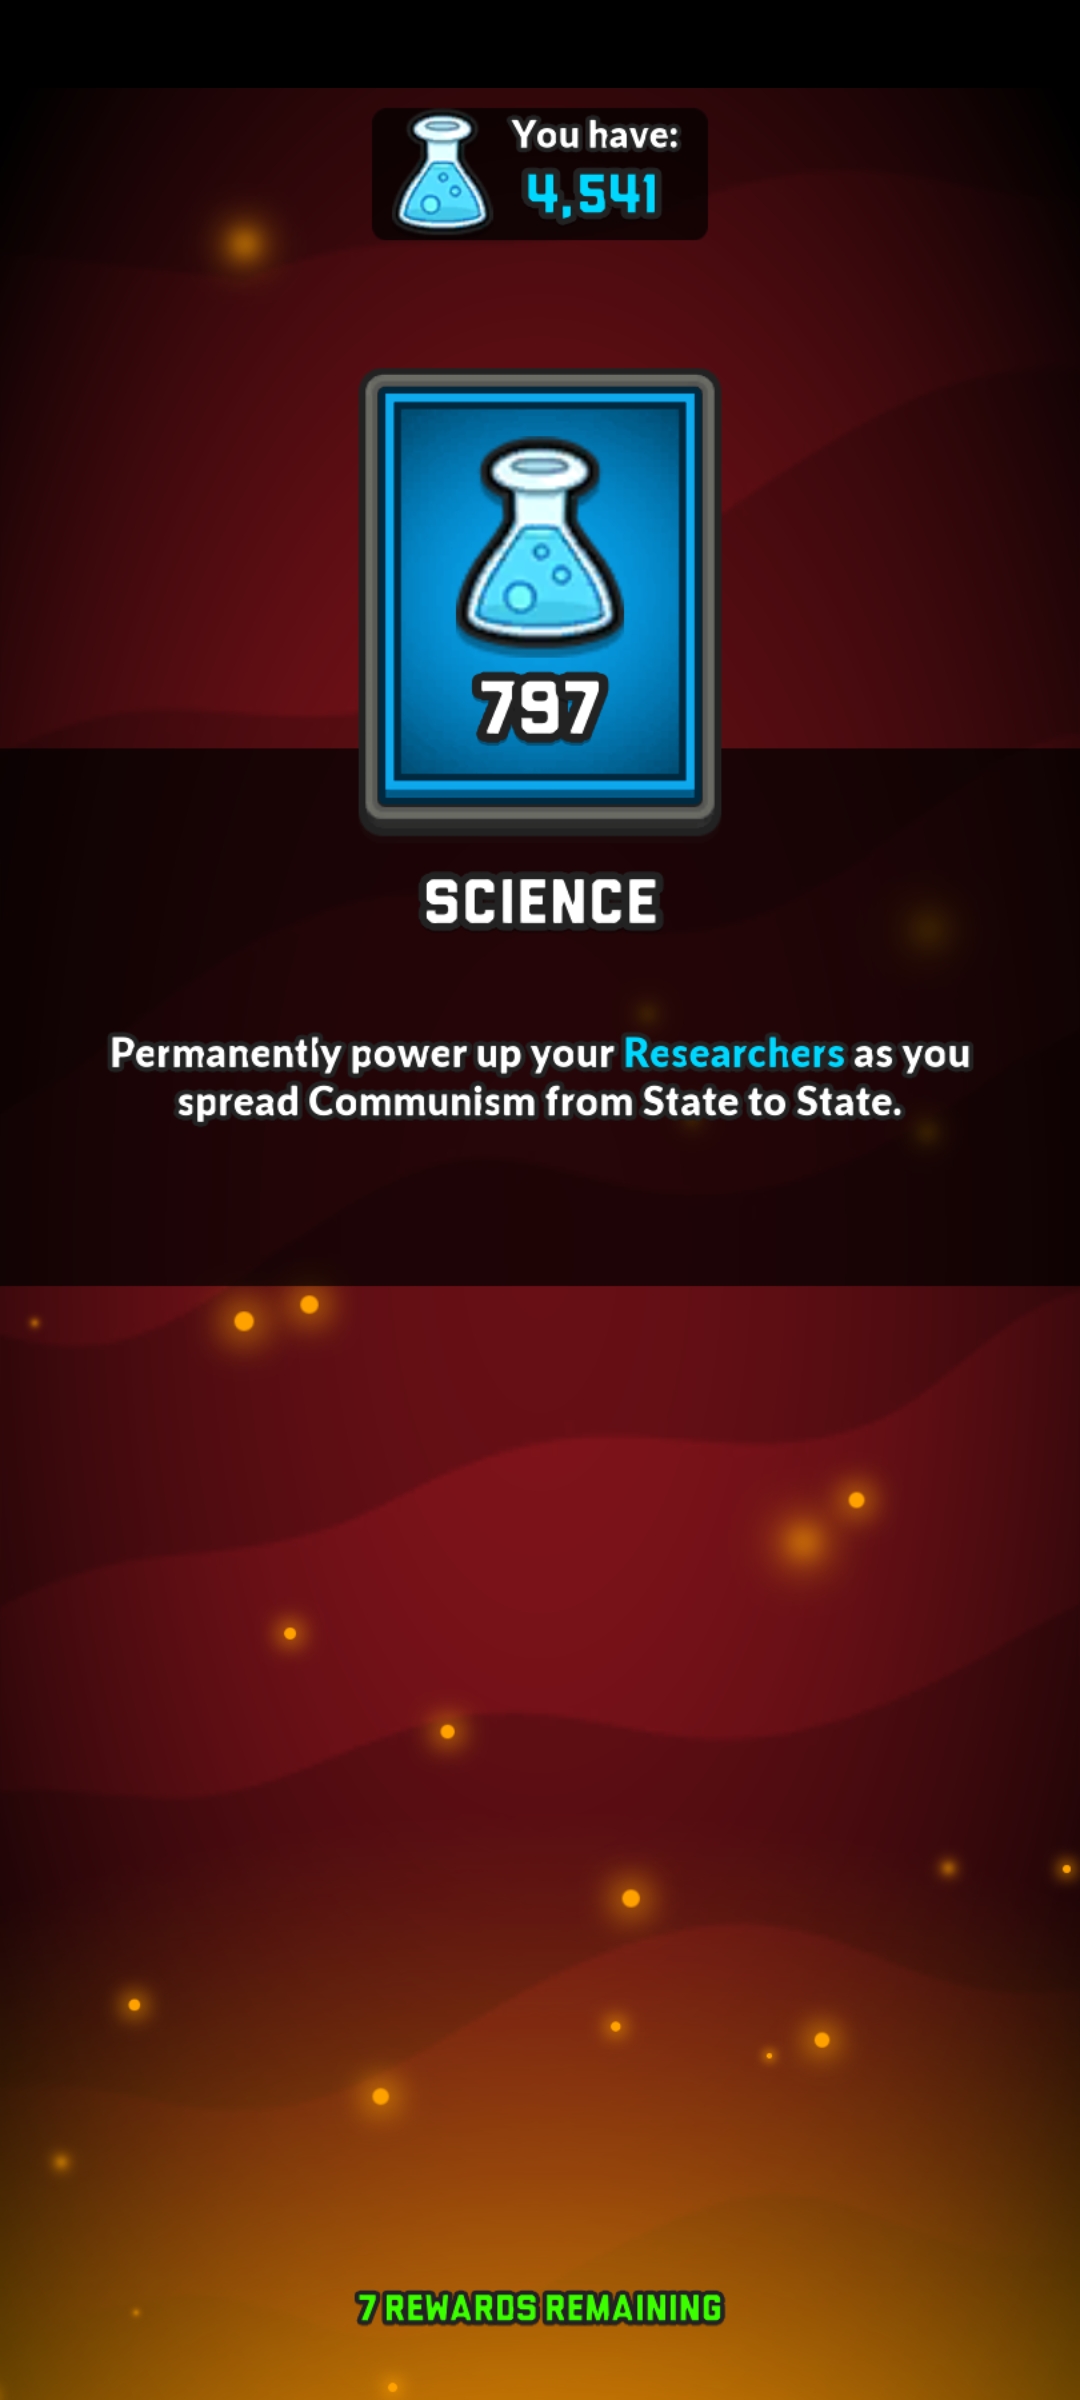 You have:
4,541
797
SCIENCE
Permanently power up your Researchers as you
spread Communism from State to State.
7 REWARDS REMAINING